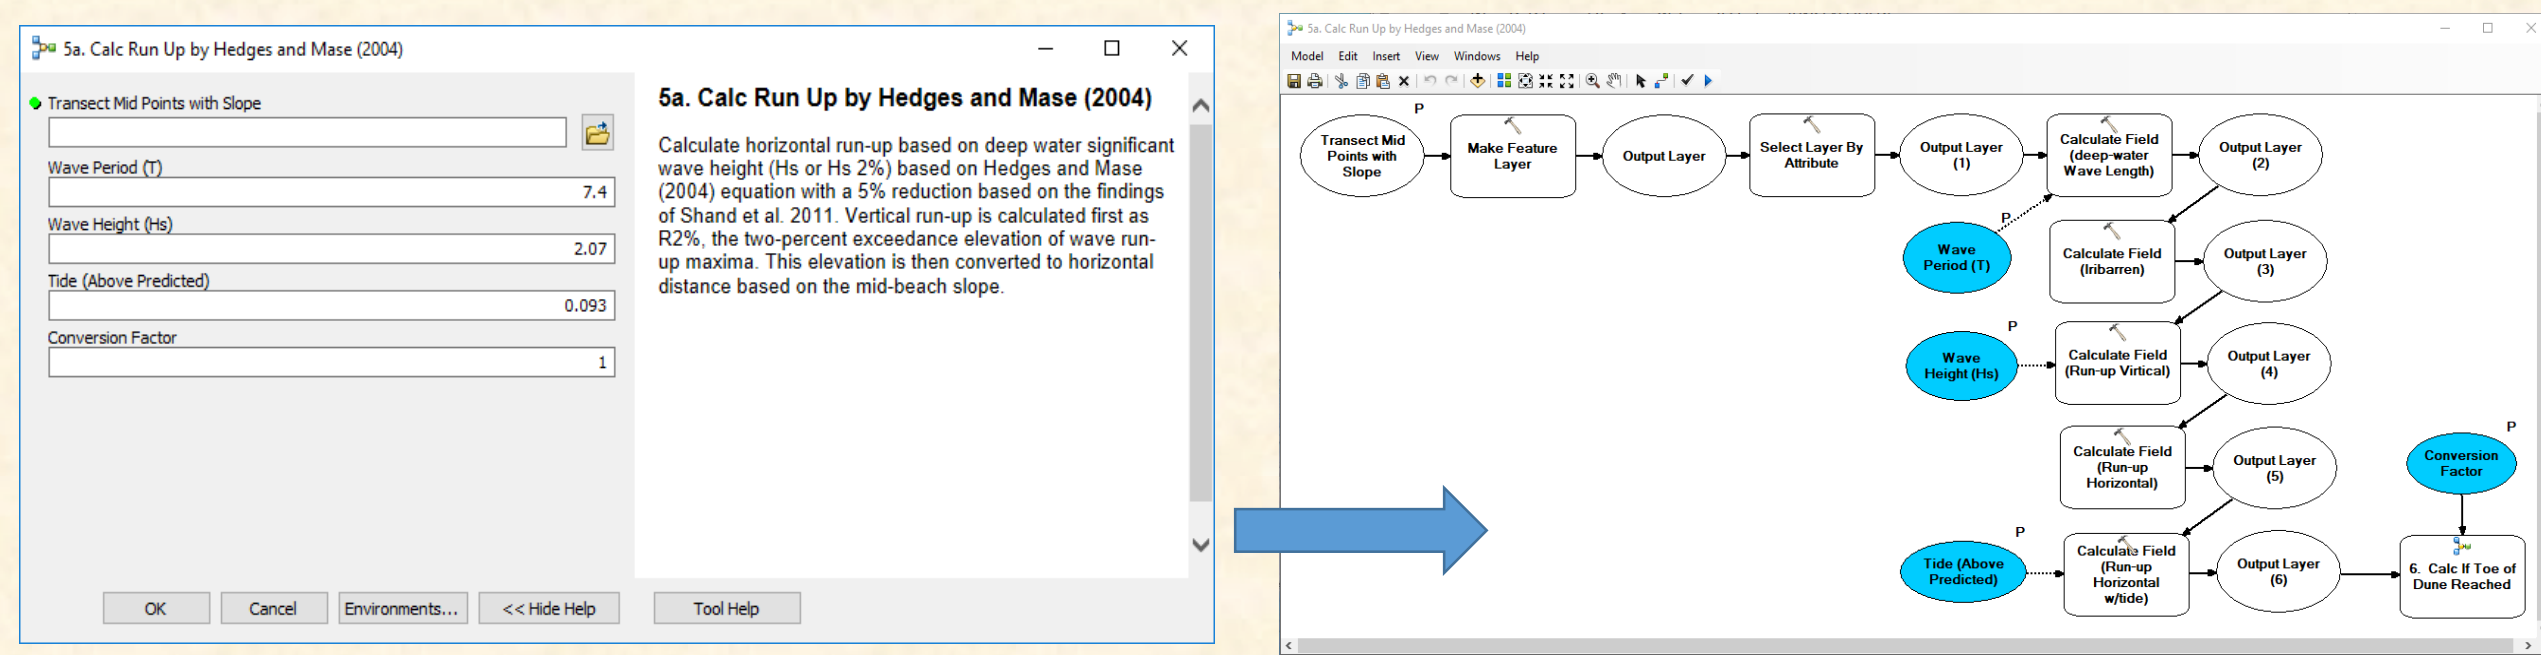 5a. Calc Run Up by Hedges and Mase (2004)
Transect Mid Points with Slope
Wave Period (T)
7.4
Wave Height (Hs)
2.07
Tide (Above Predicted)
0.093
Conversion Factor
1
OK
Cancel
Environments...
<< Hide Help
Tool Help
5a. Calc Run Up by Hedges and Mase (2004)
Calculate horizontal run-up based on deep water significant
wave height (Hs or Hs 2%) based on Hedges and Mase
(2004) equation with a 5% reduction based on the findings
of Shand et al. 2011. Vertical run-up is calculated first as
R2%, the two-percent exceedance elevation of wave run-
up maxima. This elevation is then converted to horizontal
distance based on the mid-beach slope.
5a. Calc Run Up by Hedges and Mase (2004)
Model Edit Insert View Windows Help
P
Transect Mid
Points with
Slope
Make Feature
Layer
Output Layer
Select Layer By
Attribute
Output Layer
(1)
Calculate Field
(deep-water
Wave Length)
Output Layer
(2)
P
Wave
Period (T)
Calculate Field
(Iribarren)
Output Layer
(3)
P
Wave
Height (Hs)
Calculate Field
(Run-up Virtical)
Output Layer
(4)
Calculate Field
(Run-up
Horizontal)
Output Layer
(5)
P
Conversion
Factor
P
Tide (Above
Predicted)
Calculate Field
(Run-up
Horizontal
w/tide)
Output Layer
(6)
6. Calc If Toe of
Dune Reached